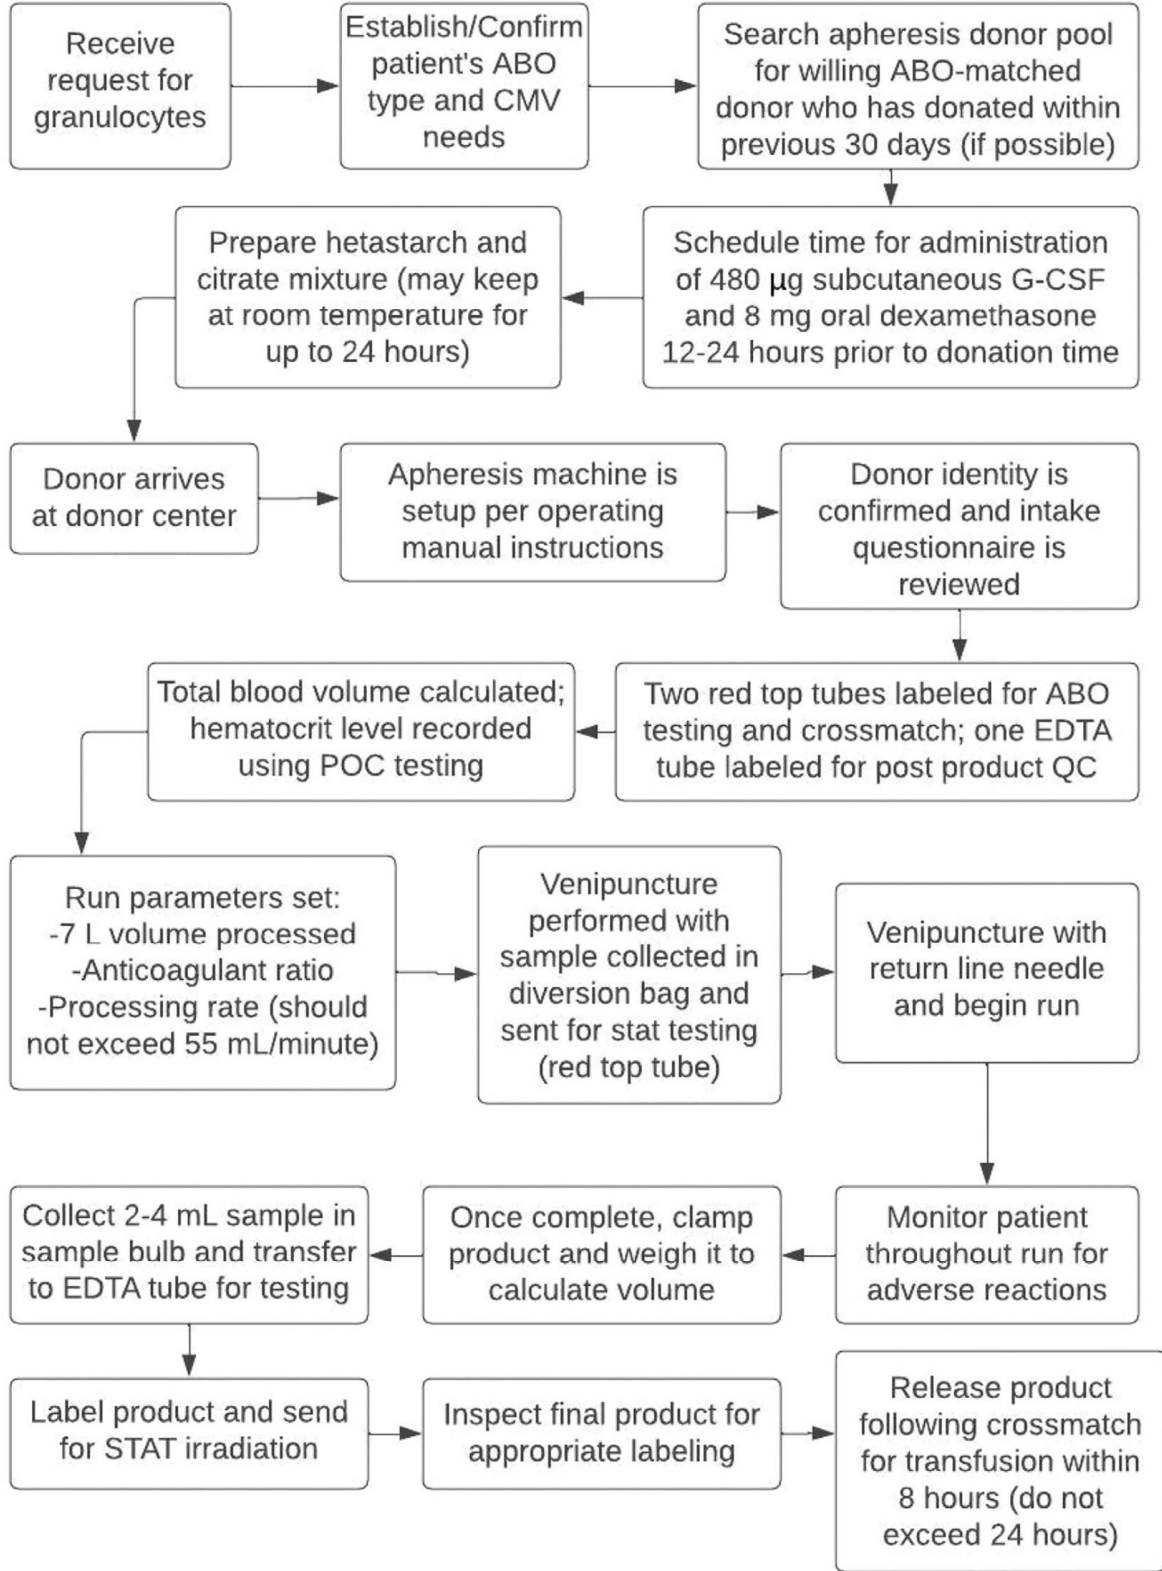 Receive
request for
granulocytes
Establish/Confirm
patient's ABO
type and CMV
needs
Search apheresis donor pool
for willing ABO-matched
donor who has donated within
previous 30 days (if possible)
Schedule time for administration
of 480 μg subcutaneous G-CSF
and 8 mg oral dexamethasone
12-24 hours prior to donation time
Prepare hetastarch and
citrate mixture (may keep
at room temperature for
up to 24 hours)
Donor arrives
at donor center
Apheresis machine is
setup per operating
manual instructions
Donor identity is
confirmed and intake
questionnaire is
reviewed
Two red top tubes labeled for ABO
testing and crossmatch; one EDTA
tube labeled for post product QC
Total blood volume calculated;
hematocrit level recorded
using POC testing
Run parameters set:
-7 L volume processed
-Anticoagulant ratio
-Processing rate (should
not exceed 55 mL/minute)
Venipuncture
performed with
sample collected in
diversion bag and
sent for stat testing
(red top tube)
Venipuncture with
return line needle
and begin run
Monitor patient
throughout run for
adverse reactions
Once complete, clamp
product and weigh it to
calculate volume
Collect 2-4 mL sample in
sample bulb and transfer
to EDTA tube for testing
Label product and send
for STAT irradiation
Inspect final product for
appropriate labeling
Release product
following crossmatch
for transfusion within
8 hours (do not
exceed 24 hours)